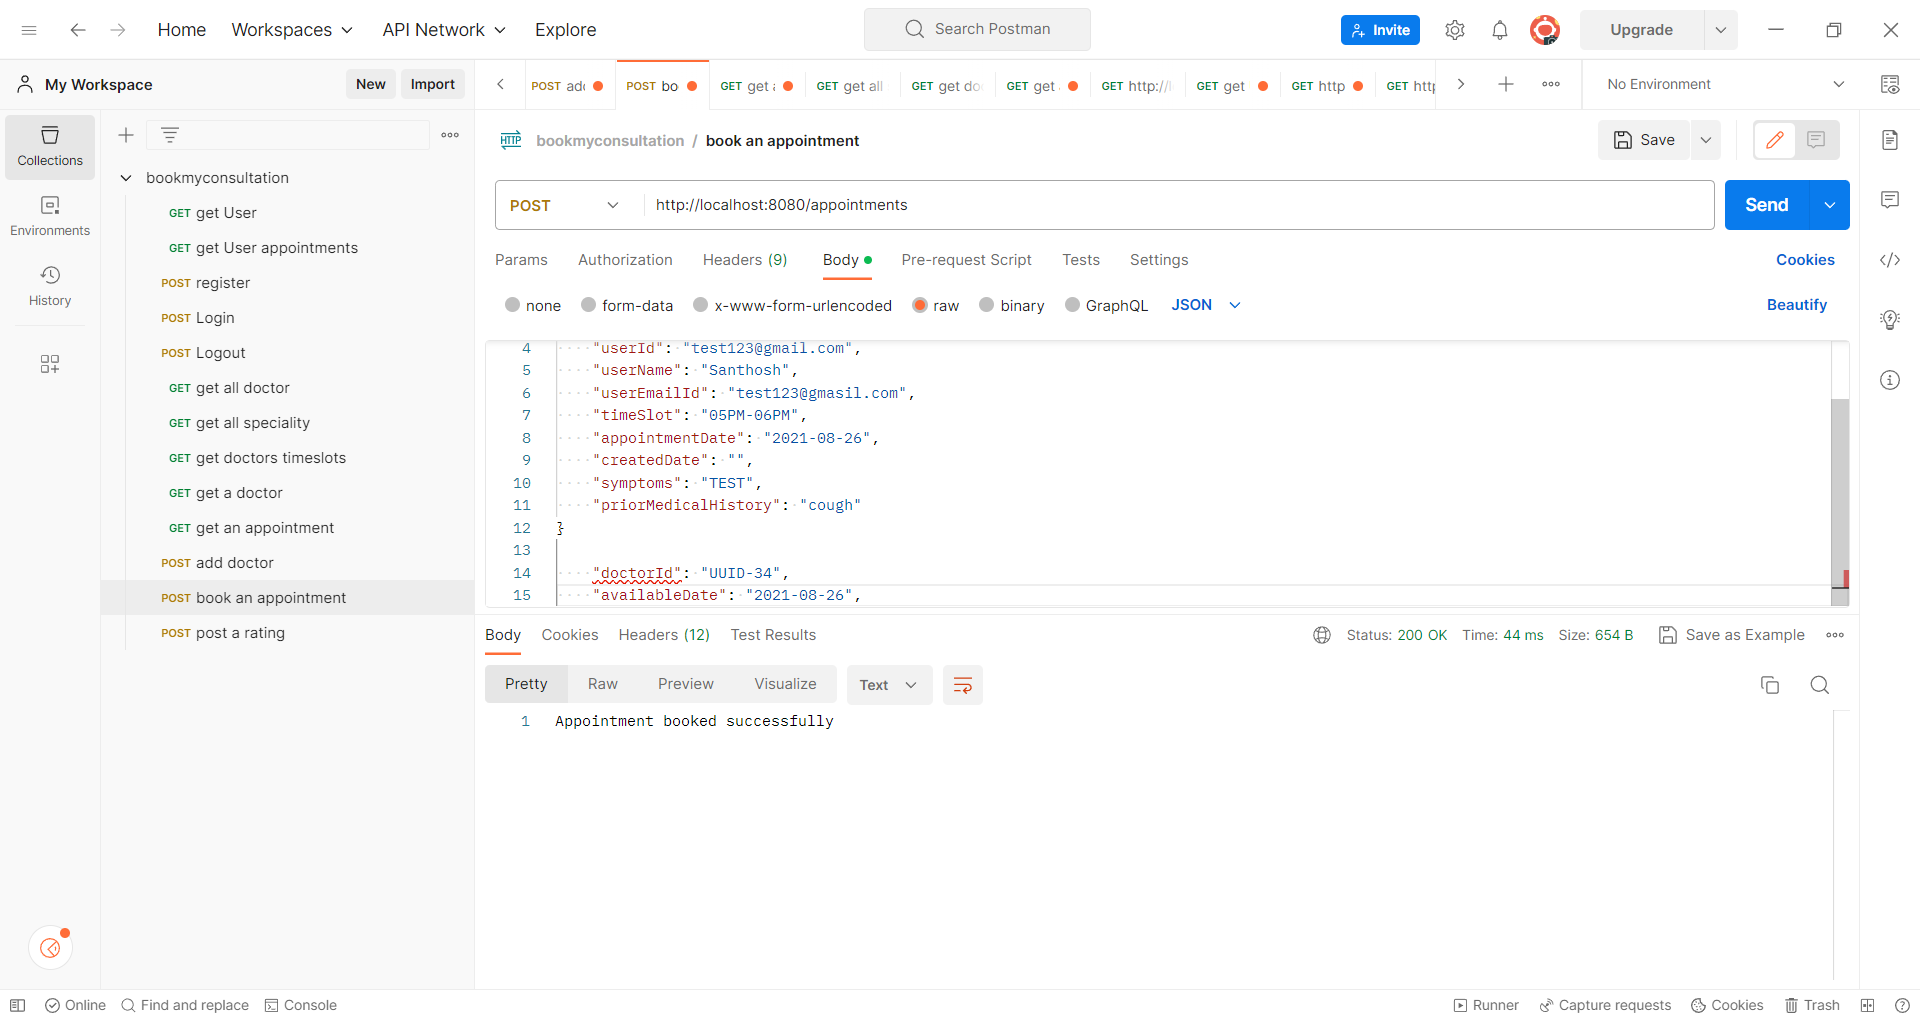 Home Workspaces API Network Explore Search Postman Invite Upgrade
My Workspace New Import
POST add POST bo GET get a GET get all GET get do GET get GET http:// GET get GET http GET http No Environment
Collections
Environments
History
bookmyconsultation
GET get User
GET get User appointments
POST register
POST Login
POST Logout
GET get all doctor
GET get all speciality
GET get doctors timeslots
GET get a doctor
GET get an appointment
POST add doctor
POST book an appointment
POST post a rating
HTTP bookmyconsultation / book an appointment Save
POST http://localhost:8080/appointments Send
Params Authorization Headers (9) Body Pre-request Script Tests Settings Cookies
none form-data x-www-form-urlencoded raw binary GraphQL JSON Beautify
4 "userId": "test123@gmail.com",
5 "userName": "Santhosh",
6 "userEmailId": "test123@gmasil.com",
7 "timeSlot": "05PM-06PM",
8 "appointmentDate": "2021-08-26",
9 "createdDate": "",
10 "symptoms": "TEST",
11 "priorMedicalHistory": "cough"
12 }
13
14 "doctorId": "UUID-34",
15 "availableDate": "2021-08-26",
Body Cookies Headers (12) Test Results Status: 200 OK Time: 44 ms Size: 654 B Save as Example
Pretty Raw Preview Visualize Text
1 Appointment booked successfully
Online Find and replace Console Runner Capture requests Cookies Trash